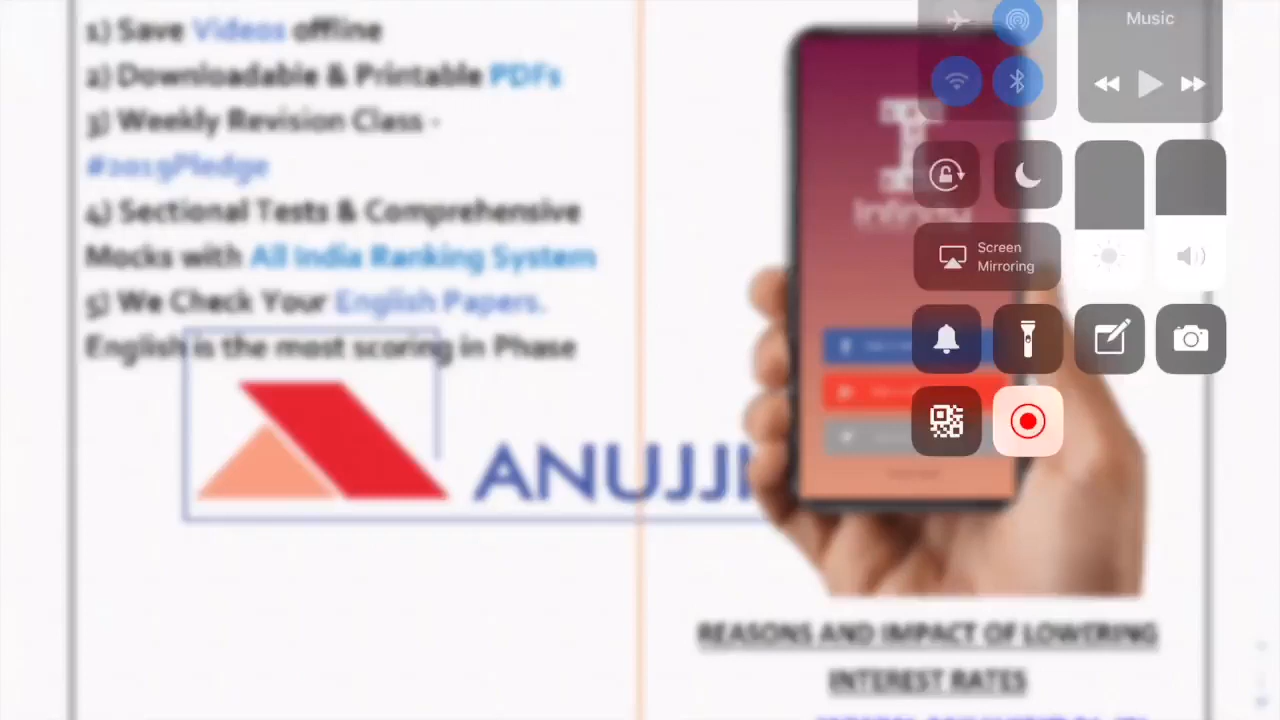 1) Save Videos offline
2) Downloadable & Printable PDFs
3) Weekly Revision Class -
#2019Pledge
4) Sectional Tests & Comprehensive
Mocks with All India Ranking System
5) We Check Your English Papers.
English is the most scoring in Phase
ANUJJI
REASONS AND IMPACT OF LOWERING
INTEREST RATES
Infinity
Music
Screen
Mirroring